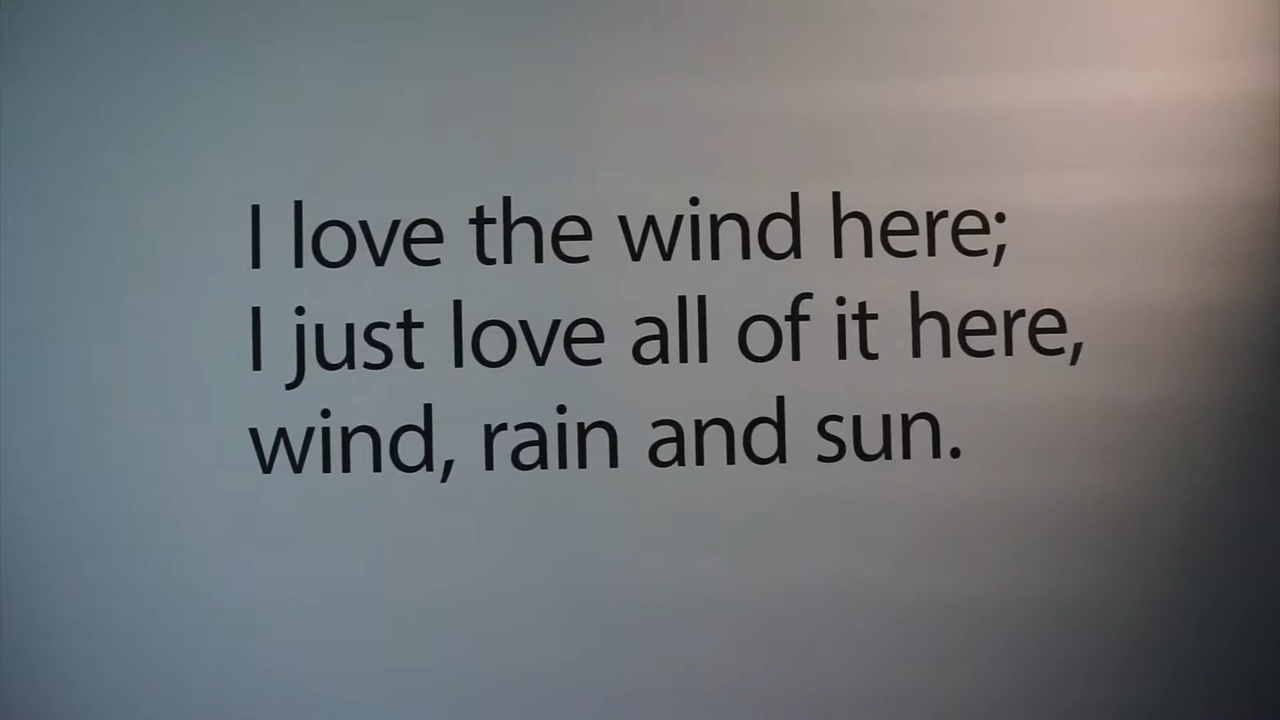 I love the wind here;
I just love all of it here,
wind, rain and sun.